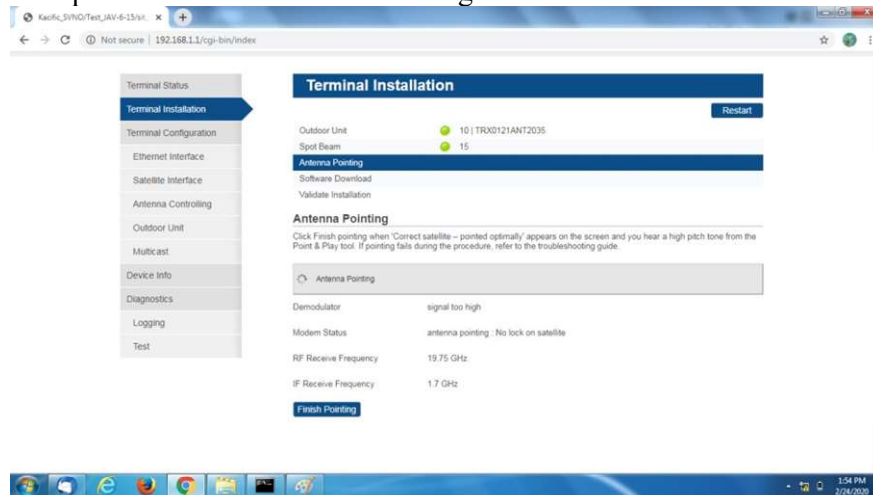 Kacific_SVNO/Test_JAV-6-15/sit.
Not secure | 192.168.1.1/cgi-bin/index
Terminal Status
Terminal Installation
Terminal Configuration
Ethernet Interface
Satellite Interface
Antenna Controlling
Outdoor Unit
Multicast
Device Info
Diagnostics
Logging
Test
Terminal Installation
Restart
Outdoor Unit 10 | TRX0121ANT2035
Spot Beam 15
Antenna Pointing
Software Download
Validate Installation
Antenna Pointing
Click Finish pointing when 'Correct satellite – pointed optimally' appears on the screen and you hear a high pitch tone from the
Point & Play tool. If pointing fails during the procedure, refer to the troubleshooting guide.
Antenna Pointing
Demodulator signal too high
Modem Status antenna pointing : No lock on satellite
RF Receive Frequency 19.75 GHz
IF Receive Frequency 1.7 GHz
Finish Pointing
1:54 PM
2/24/2020